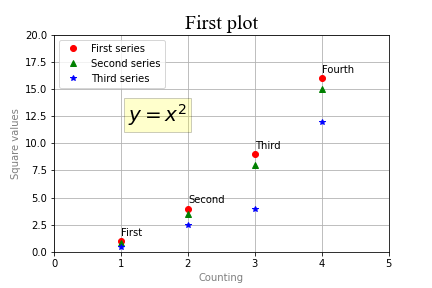 First plot
20.0
17.5
15.0
12.5
10.0
7.5
5.0
2.5
0.0
Square values
First series
Second series
Third series
y = x²
First
Second
Third
Fourth
0 1 2 3 4 5
Counting